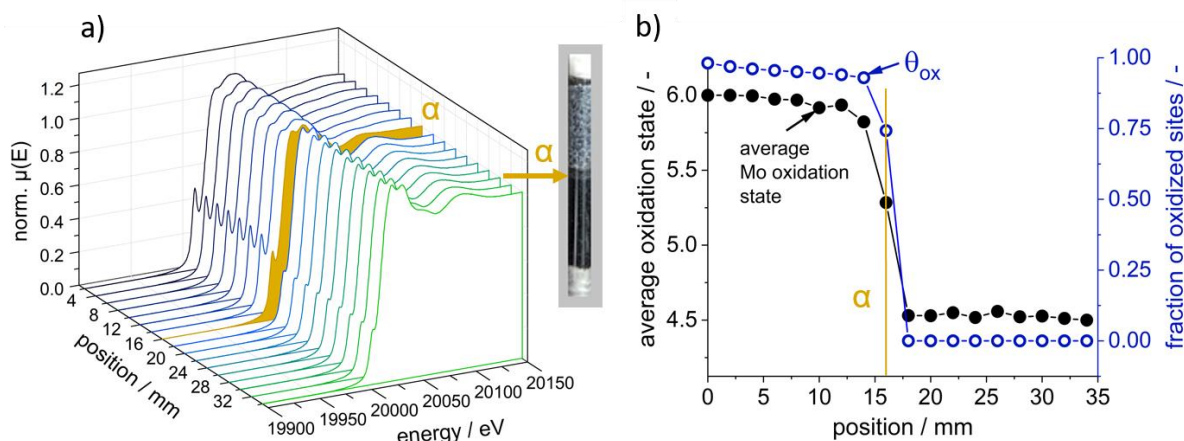 a)
norm. μ(E)
1.2
1.0
0.8
0.6
0.4
0.2
0.0
4
8
12
16
20
24
28
32
position / mm
19900
19950
20000
20050
20100
20150
energy / eV
α
α
b)
average oxidation state / -
6.0
5.5
5.0
4.5
θox
average
Mo oxidation
state
α
0
5
10
15
20
25
30
35
position / mm
1.00
0.75
0.50
0.25
0.00
fraction of oxidized sites / -